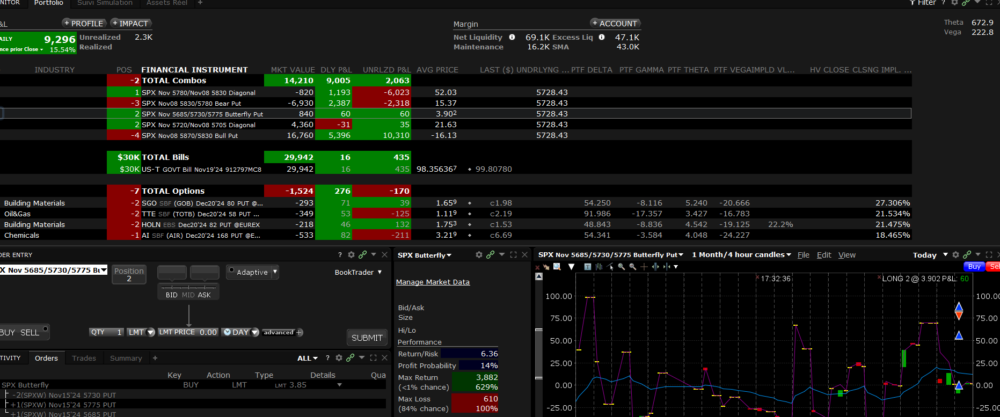 NITOR Portfolio Suivi Simulation Assets Réel + Filter ?
&L + PROFILE + IMPACT Margin + ACCOUNT Theta 672.9
AILY 9,296 Unrealized 2.3K Net Liquidity 69.1K Excess Liq 47.1K Vega 222.8
nce prior Close 15.54% Realized Maintenance 16.2K SMA 43.0K
INDUSTRY POS FINANCIAL INSTRUMENT MKT VALUE DLY P&L UNRLZD P&L AVG PRICE LAST ($) UNDRLYNG ... PTF DELTA PTF GAMMA PTF THETA PTF VEGA IMPLD VL... HV CLOSE CLSNG IMPL. ...
-2 TOTAL Combos 14,210 9,005 2,063
1 SPX Nov 5780/Nov08 5830 Diagonal -820 1,193 -6,023 52.03 5728.43
-3 SPX Nov08 5830/5780 Bear Put -6,930 2,387 -2,318 15.37 5728.43
2 SPX Nov 5685/5730/5775 Butterfly Put 840 60 60 3.902 5728.43
2 SPX Nov 5720/Nov08 5705 Diagonal 4,360 -31 35 21.63 5728.43
-4 SPX Nov08 5870/5830 Bull Put 16,760 5,396 10,310 -16.13 5728.43
$30K TOTAL Bills 29,942 16 435
$30K US-T GOVT Bill Nov19'24 912797MC8 29,942 16 435 98.356367 99.80780
-7 TOTAL Options -1,524 276 -170
Building Materials -2 SGO SBF (GOB) Dec20'24 80 PUT @... -293 71 39 1.659 c1.98 54.250 -8.116 5.240 -20.666 27.306%
Oil&Gas -2 TTE SBF (TOTB) Dec20'24 58 PUT ... -349 53 -125 1.119 c2.19 91.986 -17.357 3.427 -16.783 21.534%
Building Materials -2 HOLN EBS Dec20'24 82 PUT @EUREX -218 46 132 1.753 c1.53 48.843 -8.836 4.542 -19.125 22.2% 21.475%
Chemicals -1 AI SBF (AIR) Dec20'24 168 PUT @E... -533 82 -211 3.219 c6.69 54.341 -3.584 4.048 -24.227 18.465%
DER ENTRY ?
X Nov 5685/5730/5775 Bu Position 2 Adaptive BookTrader
BID MID ASK
BUY SELL QTY 1 LMT LMT PRICE 0.00 DAY advanced + SUBMIT
TIVITY Orders Trades Summary + ALL ?
Key Action Type Details Qua
SPX Butterfly BUY LMT LMT 3.85
-2(SPXW) Nov15'24 5730 PUT
+1(SPXW) Nov15'24 5775 PUT
+1(SPXW) Nov15'24 5685 PUT
SPX Butterfly
Manage Market Data
Bid/Ask
Size
Hi/Lo
Performance
Return/Risk 6.36
Profit Probability 14%
Max Return 3,882
(<1% chance) 629%
Max Loss 610
(84% chance) 100%
SPX Nov 5685/5730/5775 Butterfly Put 1 Month/4 hour candles File Edit View Today
T Buy Sel
17:32:36 LONG 2 @ 3.902 P&L: 60
100.00 100.0
75.00 75.00
50.00 50.00
25.00 25.00
0.00 0.00
-25.00 -25.00